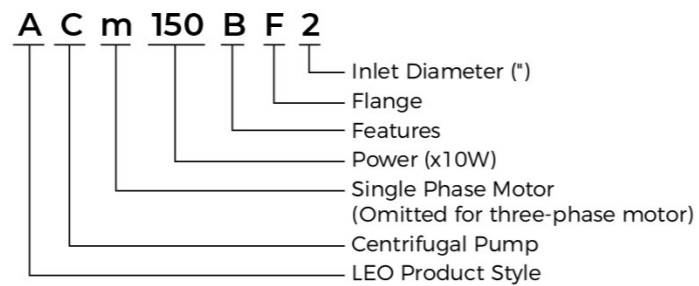 A C m 150 B F 2
Inlet Diameter (")
Flange
Features
Power (x10W)
Single Phase Motor
(Omitted for three-phase motor)
Centrifugal Pump
LEO Product Style